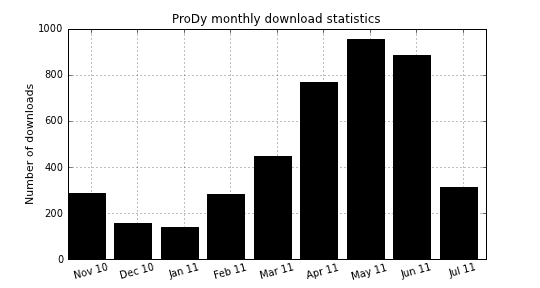 ProDy monthly download statistics
Number of downloads
1000
800
600
400
200
0
Nov 10
Dec 10
Jan 11
Feb 11
Mar 11
Apr 11
May 11
Jun 11
Jul 11